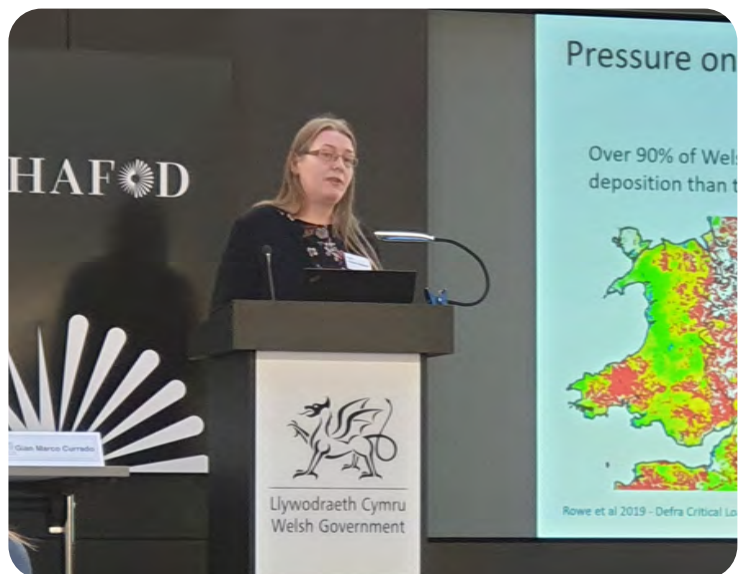 HAFOD
Gian Marco Currado
Llywodraeth Cymru
Welsh Government
Pressure on
Over 90% of Wels
deposition than t
Rowe et al 2019 - Defra Critical Lo